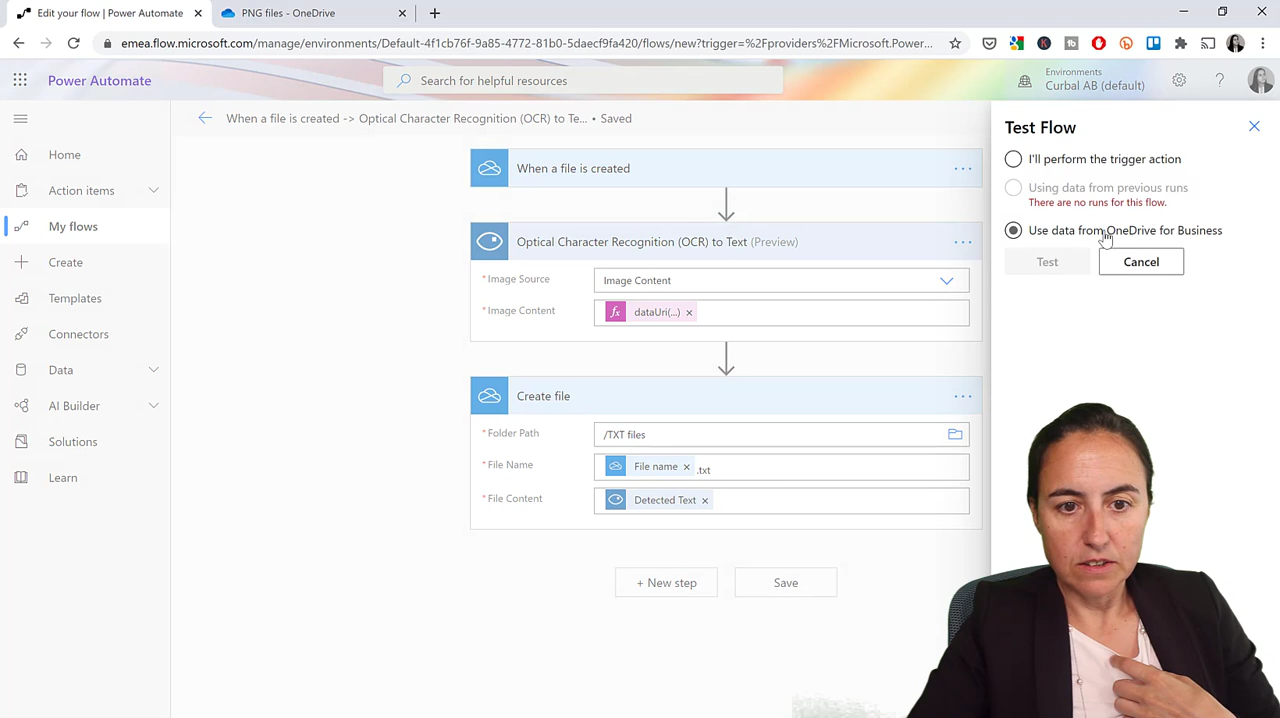 Edit your flow | Power Automate
PNG files - OneDrive
emea.flow.microsoft.com/manage/environments/Default-4f1cb76f-9a85-4772-81b0-5daecf9fa420/flows/new?trigger=%2Fproviders%2FMicrosoft.Power...
Power Automate
Search for helpful resources
Environments
Curbal AB (default)
When a file is created -> Optical Character Recognition (OCR) to Te... • Saved
Home
Action items
My flows
Create
Templates
Connectors
Data
AI Builder
Solutions
Learn
When a file is created
Optical Character Recognition (OCR) to Text (Preview)
* Image Source
Image Content
* Image Content
dataUri(...)
Create file
* Folder Path
/TXT files
* File Name
File name
.txt
* File Content
Detected Text
+ New step
Save
Test Flow
I'll perform the trigger action
Using data from previous runs
There are no runs for this flow.
Use data from OneDrive for Business
Test
Cancel